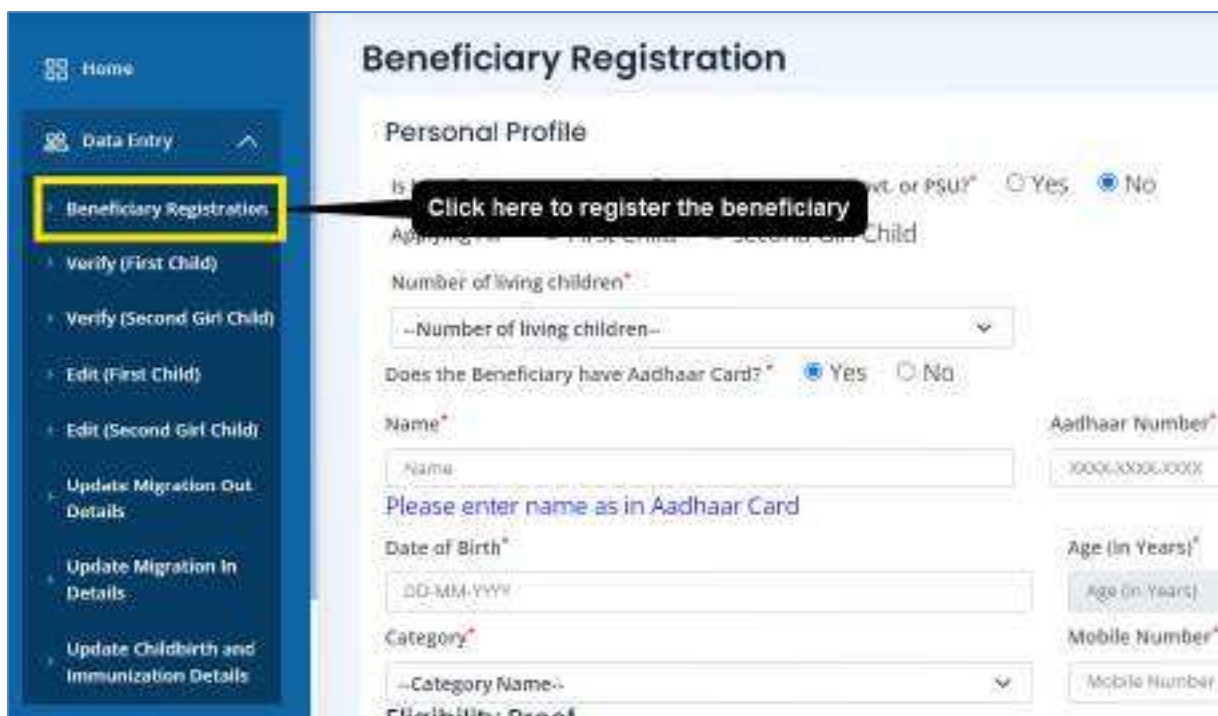 Home
Data Entry
Beneficiary Registration
Verify (First Child)
Verify (Second Girl Child)
Edit (First Child)
Edit (Second Girl Child)
Update Migration Out
Details
Update Migration In
Details
Update Childbirth and
Immunization Details
Beneficiary Registration
Personal Profile
Is vt. or PSU?* Yes No
Click here to register the beneficiary
Child
Number of living children*
--Number of living children--
Does the Beneficiary have Aadhaar Card? * Yes No
Name* Aadhaar Number*
Name XXXX-XXXX-XXXX
Please enter name as in Aadhaar Card
Date of Birth* Age (In Years)*
DD-MM-YYYY Age (in Years)
Category* Mobile Number*
--Category Name-- Mobile Number
Eligibility Proof